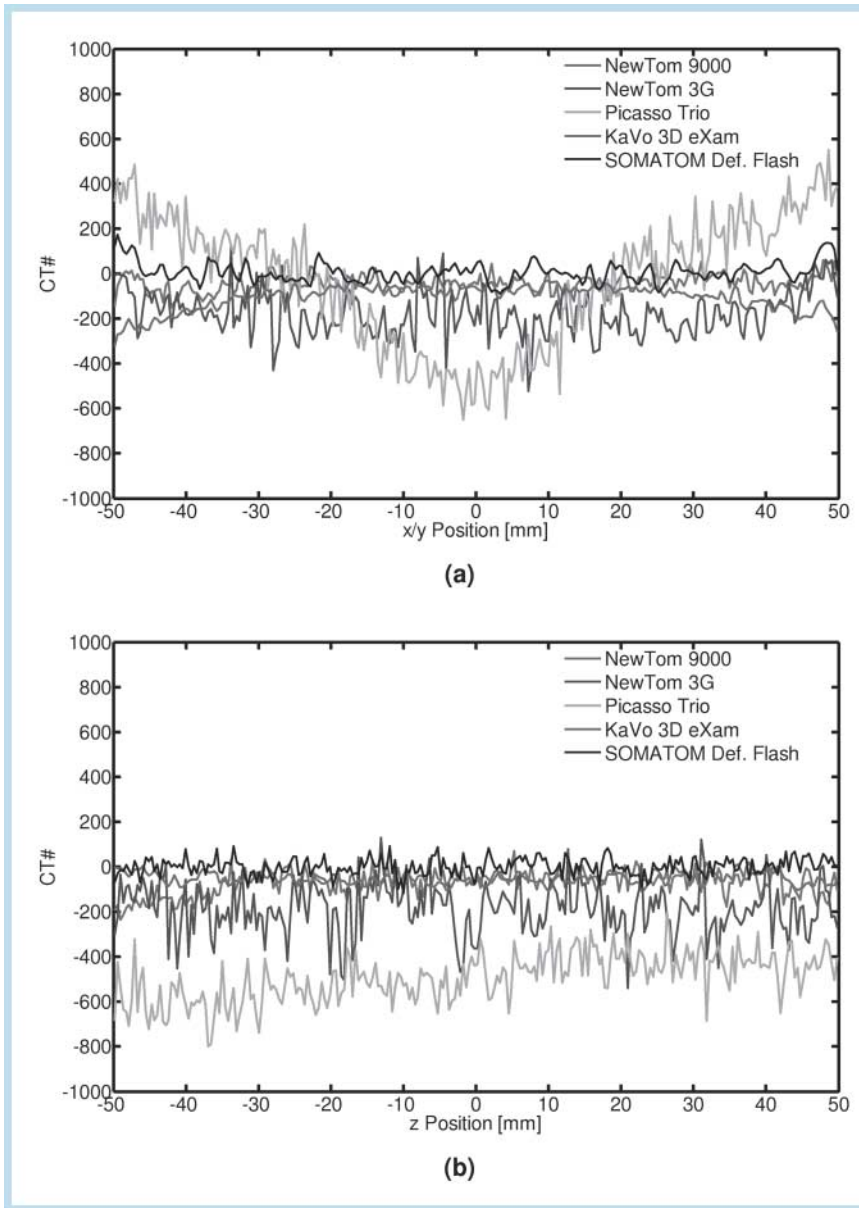 1000
800
600
400
200
0
-200
-400
-600
-800
-1000
CT#
NewTom 9000
NewTom 3G
Picasso Trio
KaVo 3D eXam
SOMATOM Def. Flash
-50 -40 -30 -20 -10 0 10 20 30 40 50
x/y Position [mm]
(a)
1000
800
600
400
200
0
-200
-400
-600
-800
-1000
CT#
NewTom 9000
NewTom 3G
Picasso Trio
KaVo 3D eXam
SOMATOM Def. Flash
-50 -40 -30 -20 -10 0 10 20 30 40 50
z Position [mm]
(b)